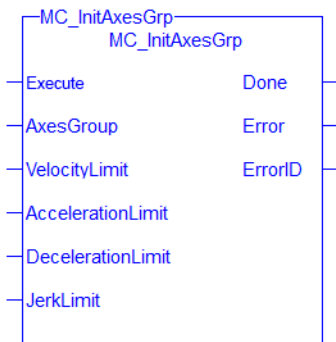 MC_InitAxesGrp
MC_InitAxesGrp
Execute Done
AxesGroup Error
VelocityLimit ErrorID
AccelerationLimit
DecelerationLimit
JerkLimit